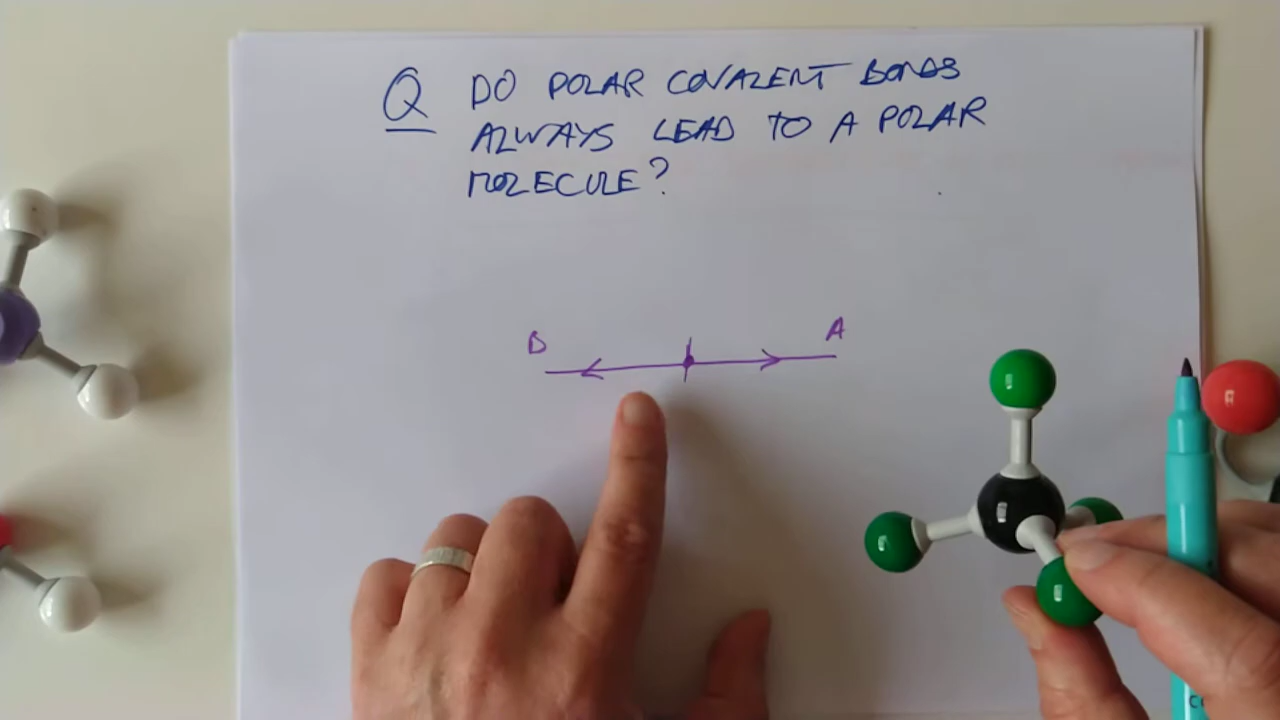 Q DO POLAR COVALENT BONDS
ALWAYS LEAD TO A POLAR
MOLECULE?
B A